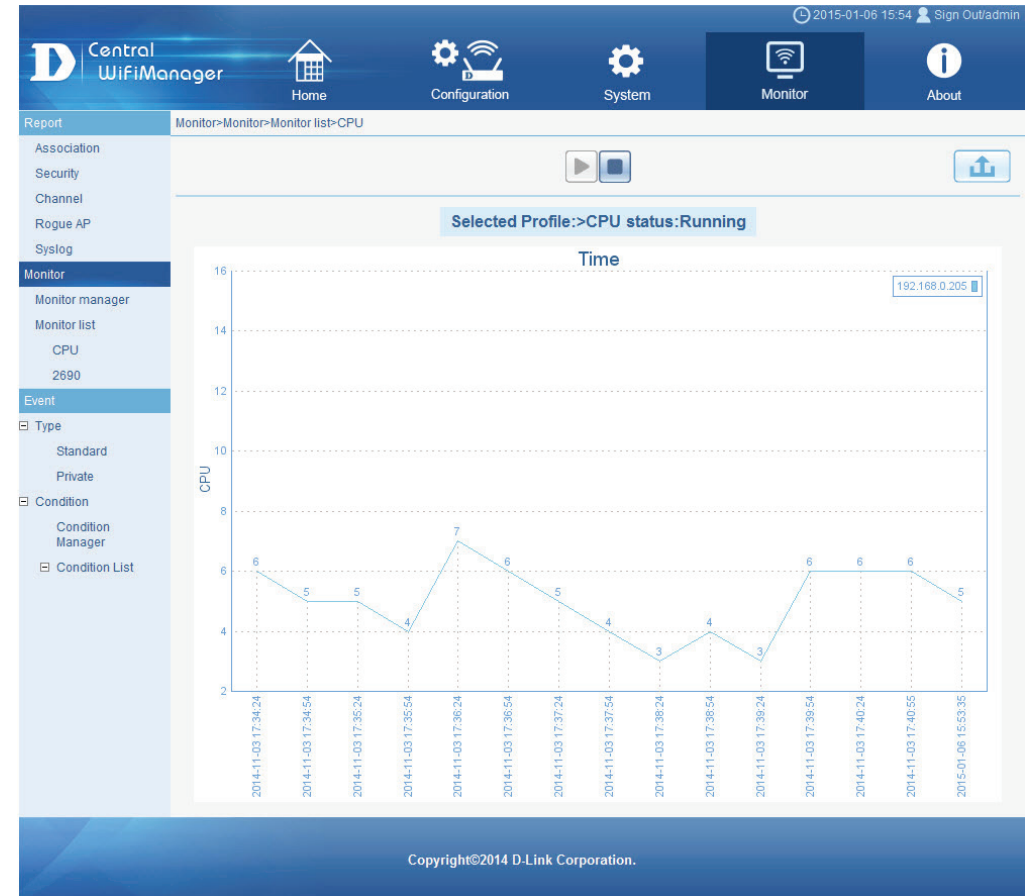 2015-01-06 15:54 Sign Out/admin
D Central
WiFiManager
Home
Configuration
System
Monitor
About
Report
Association
Security
Channel
Rogue AP
Syslog
Monitor
Monitor manager
Monitor list
CPU
2690
Event
Type
Standard
Private
Condition
Condition
Manager
Condition List
Monitor>Monitor>Monitor list>CPU
Selected Profile:>CPU status:Running
Time
192.168.0.205
CPU
16
14
12
10
8
6
4
2
6
5
5
4
7
6
5
4
3
4
3
6
6
6
5
2014-11-03 17:34:24
2014-11-03 17:34:54
2014-11-03 17:35:24
2014-11-03 17:35:54
2014-11-03 17:36:24
2014-11-03 17:36:54
2014-11-03 17:37:24
2014-11-03 17:37:54
2014-11-03 17:38:24
2014-11-03 17:38:54
2014-11-03 17:39:24
2014-11-03 17:39:54
2014-11-03 17:40:24
2014-11-03 17:40:55
2015-01-06 15:53:35
Copyright©2014 D-Link Corporation.